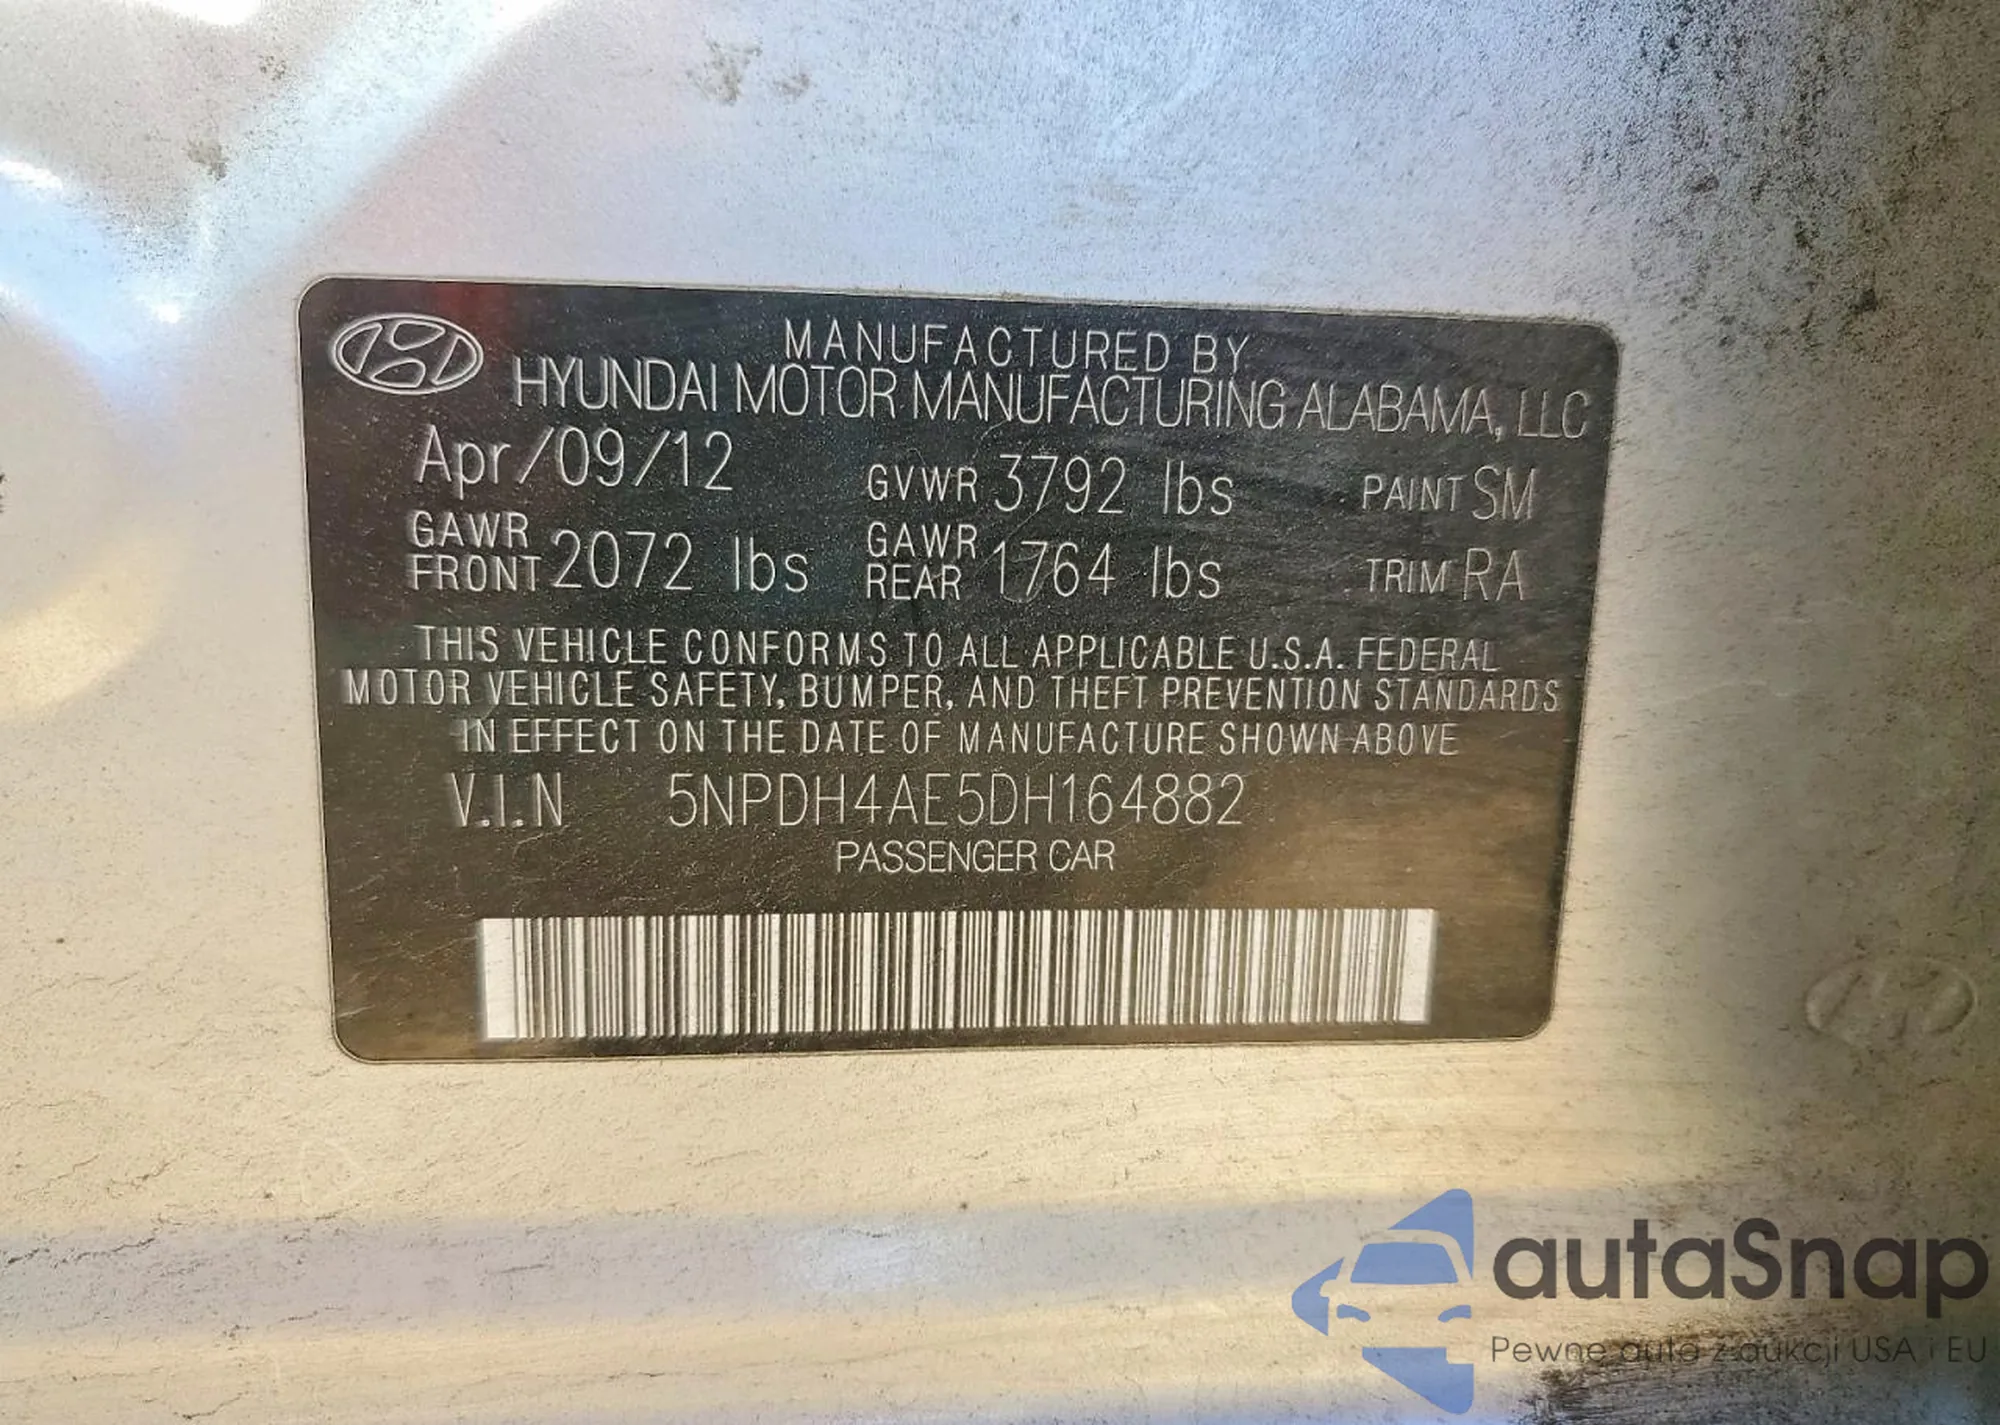 MANUFACTURED BY
HYUNDAI MOTOR MANUFACTURING ALABAMA, LLC
Apr/09/12 GVWR 3792 lbs PAINT SM
GAWR FRONT 2072 lbs GAWR REAR 1764 lbs TRIM RA
THIS VEHICLE CONFORMS TO ALL APPLICABLE U.S.A. FEDERAL
MOTOR VEHICLE SAFETY, BUMPER, AND THEFT PREVENTION STANDARDS
IN EFFECT ON THE DATE OF MANUFACTURE SHOWN ABOVE
V.I.N 5NPDH4AE5DH164882
PASSENGER CAR
autoSnap
Pewne auta z aukcji USA i EU